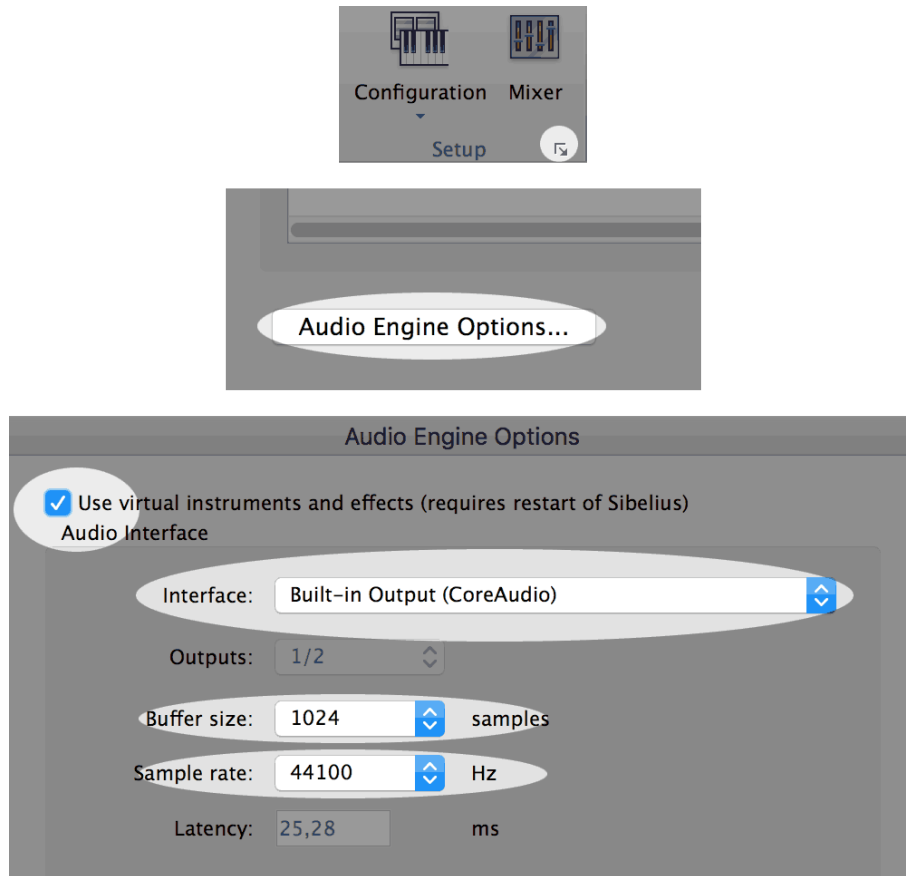 Configuration Mixer
Setup
Audio Engine Options...
Audio Engine Options
Use virtual instruments and effects (requires restart of Sibelius)
Audio Interface
Interface: Built-in Output (CoreAudio)
Outputs: 1/2
Buffer size: 1024 samples
Sample rate: 44100 Hz
Latency: 25,28 ms